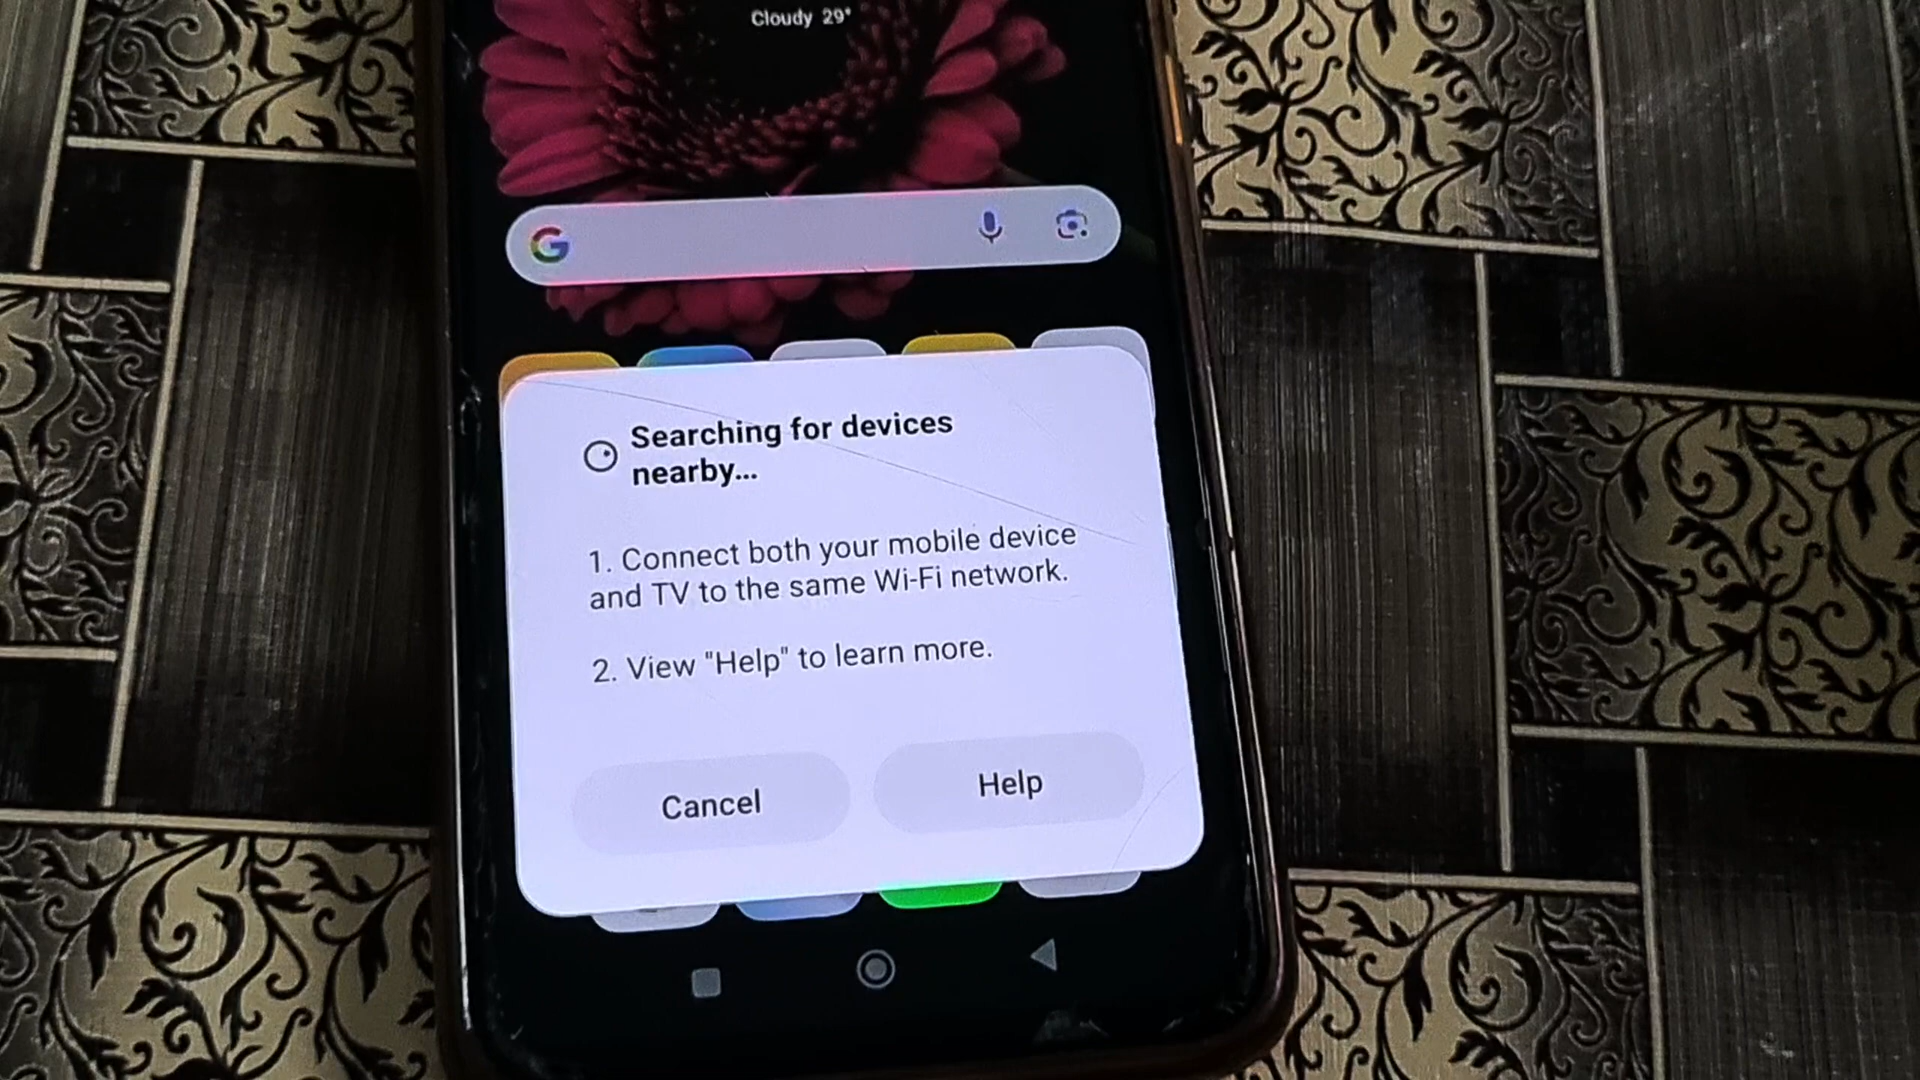 Cloudy 29°
Searching for devices
nearby...
1. Connect both your mobile device
and TV to the same Wi-Fi network.
2. View "Help" to learn more.
Cancel Help